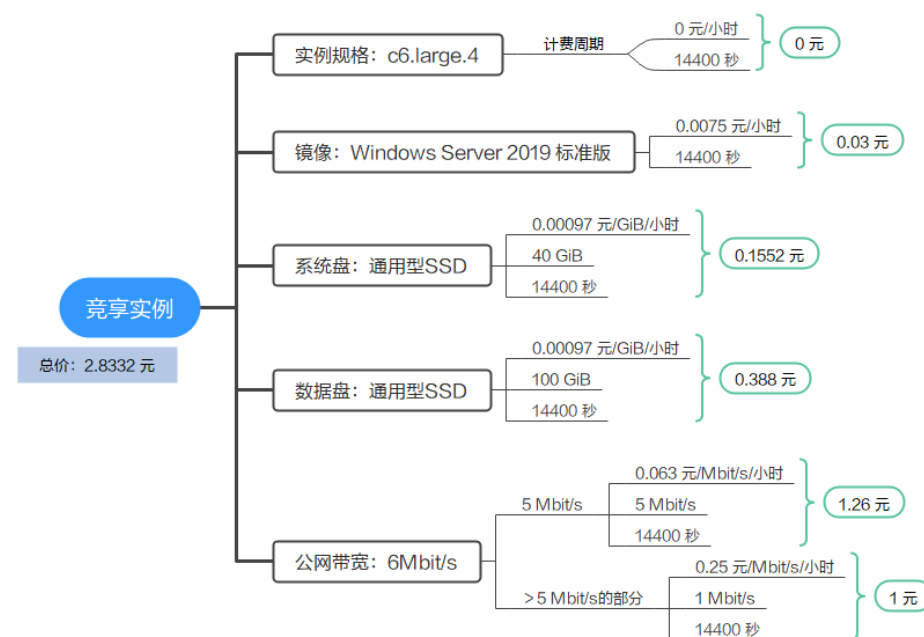 实例规格：c6.large.4
计费周期
0 元/小时
14400 秒
0 元
镜像：Windows Server 2019 标准版
0.0075 元/小时
14400 秒
0.03 元
系统盘：通用型SSD
0.00097 元/GiB/小时
40 GiB
14400 秒
0.1552 元
竞享实例
总价：2.8332 元
数据盘：通用型SSD
0.00097 元/GiB/小时
100 GiB
14400 秒
0.388 元
公网带宽：6Mbit/s
5 Mbit/s
0.063 元/Mbit/s/小时
5 Mbit/s
14400 秒
1.26 元
>5 Mbit/s的部分
0.25 元/Mbit/s/小时
1 Mbit/s
14400 秒
1 元